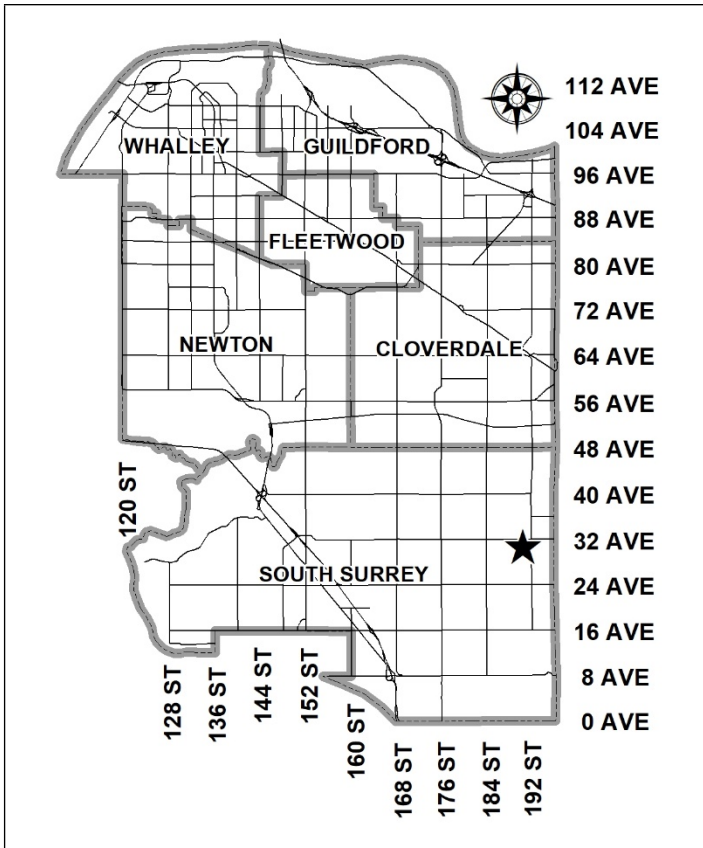 112 AVE
104 AVE
WHALLEY
GUILDFORD
96 AVE
88 AVE
FLEETWOOD
80 AVE
72 AVE
NEWTON
CLOVERDALE
64 AVE
56 AVE
48 AVE
120 ST
40 AVE
32 AVE
SOUTH SURREY
24 AVE
16 AVE
8 AVE
0 AVE
128 ST
136 ST
144 ST
152 ST
160 ST
168 ST
176 ST
184 ST
192 ST